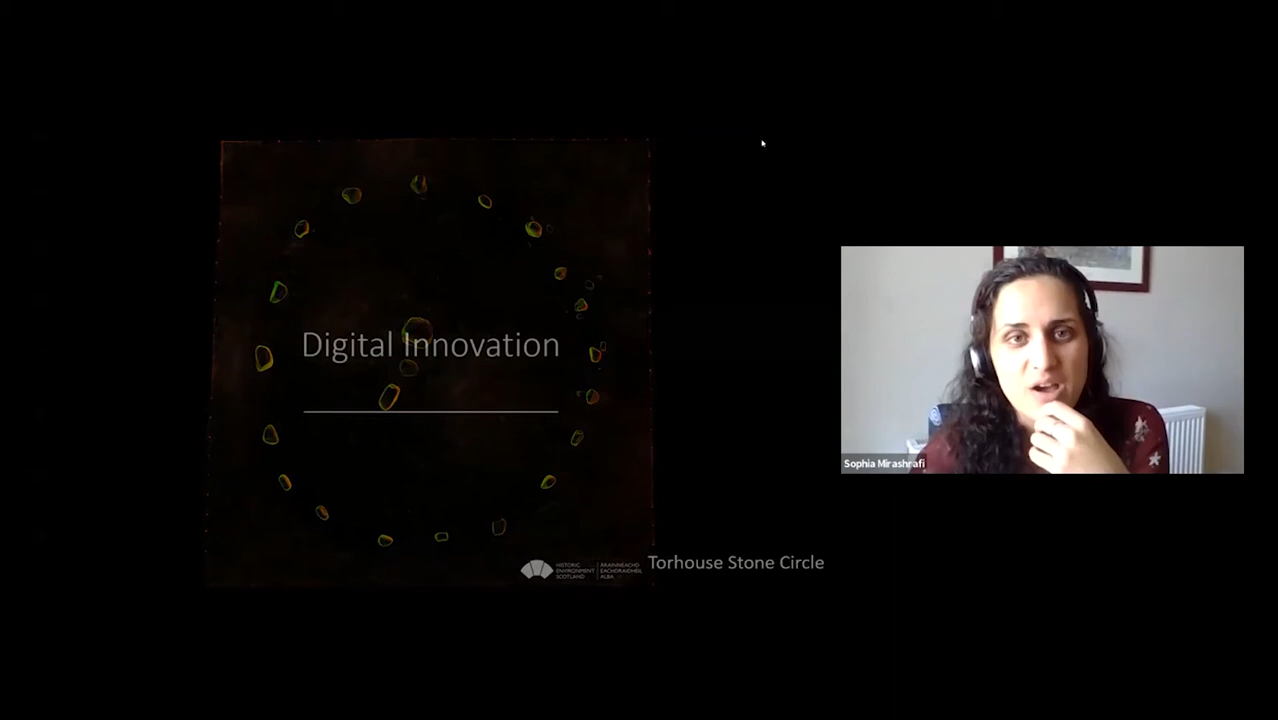 Digital Innovation
HISTORIC
ENVIRONMENT
SCOTLAND
ÀRAINNEACHD
EACHDRAIDHEIL
ALBA
Torhouse Stone Circle
Sophia Mirashrafi